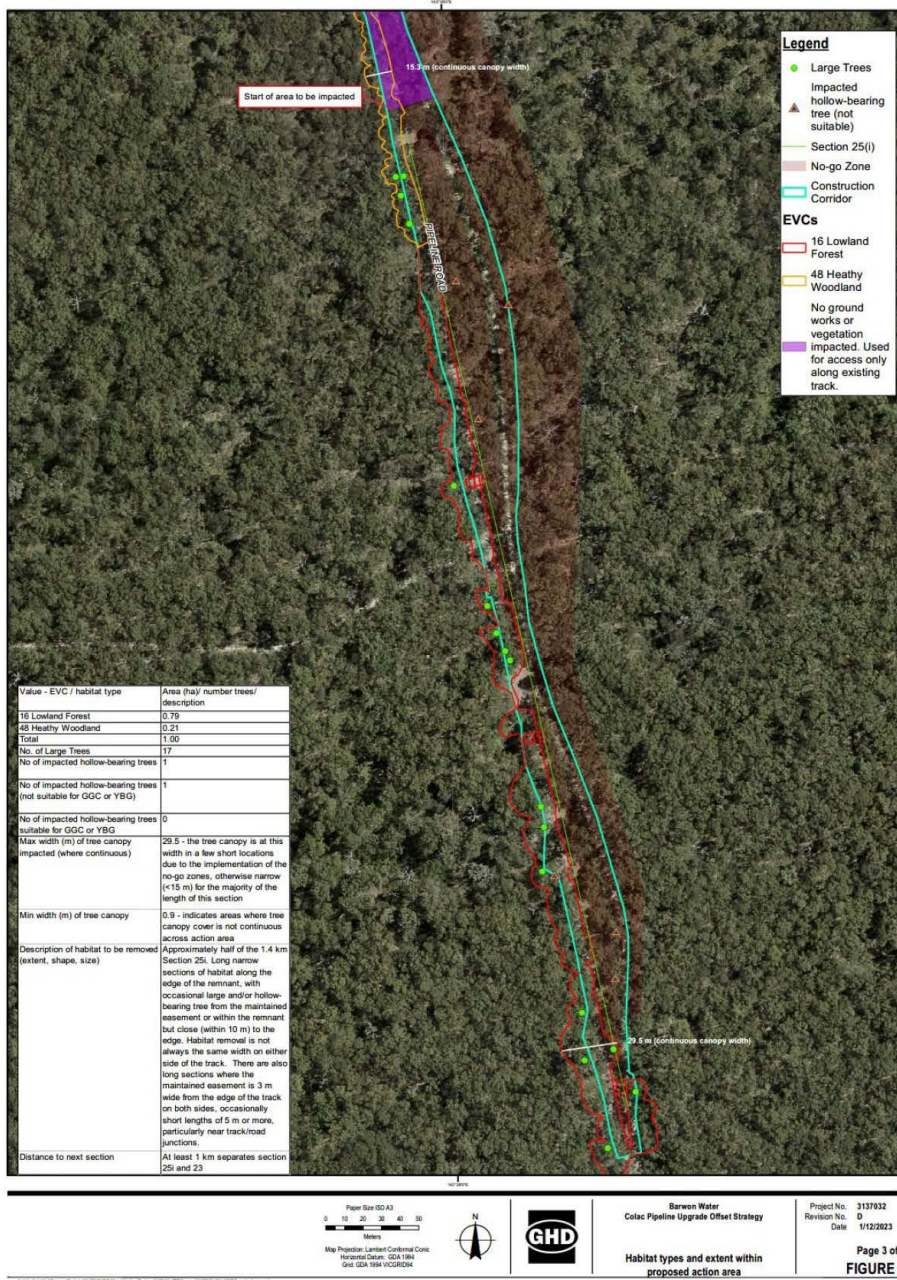 15.3 m (continuous canopy width)
Start of area to be impacted
PIPELINE ROAD
29.5 m (continuous canopy width)
Legend
Large Trees
Impacted
hollow-bearing
tree (not
suitable)
Section 25(i)
No-go Zone
Construction
Corridor
EVCs
16 Lowland
Forest
48 Heathy
Woodland
No ground
works or
vegetation
impacted. Used
for access only
along existing
track.
Value - EVC / habitat type
Area (ha)/ number trees/
description
16 Lowland Forest 0.79
48 Heathy Woodland 0.21
Total 1.00
No. of Large Trees 17
No of impacted hollow-bearing trees 1
No of impacted hollow-bearing trees 1
(not suitable for GGC or YBG)
No of impacted hollow-bearing trees 0
suitable for GGC or YBG
Max width (m) of tree canopy
impacted (where continuous)
29.5 - the tree canopy is at this
width in a few short locations
due to the implementation of the
no-go zones, otherwise narrow
(<15 m) for the majority of the
length of this section
Min width (m) of tree canopy
0.9 - indicates areas where tree
canopy cover is not continuous
across action area
Description of habitat to be removed
(extent, shape, size)
Approximately half of the 1.4 km
Section 25i. Long narrow
sections of habitat along the
edge of the remnant, with
occasional large and/or hollow-
bearing tree from the maintained
easement or within the remnant
but close (within 10 m) to the
edge. Habitat removal is not
always the same width on either
side of the track. There are also
long sections where the
maintained easement is 3 m
wide from the edge of the track
on both sides, occasionally
short lengths of 5 m or more,
particularly near track/road
junctions.
Distance to next section
At least 1 km separates section
25i and 23
Paper Size ISO A3
0 10 20 30 40 50
Meters
Map Projection: Lambert Conformal Conic
Horizontal Datum: GDA 1994
Grid: GDA 1994 VICGRID94
N
GHD
Barwon Water
Colac Pipeline Upgrade Offset Strategy
Habitat types and extent within
proposed action area
Project No. 3137032
Revision No. D
Date 1/12/2023
Page 3 of
FIGURE